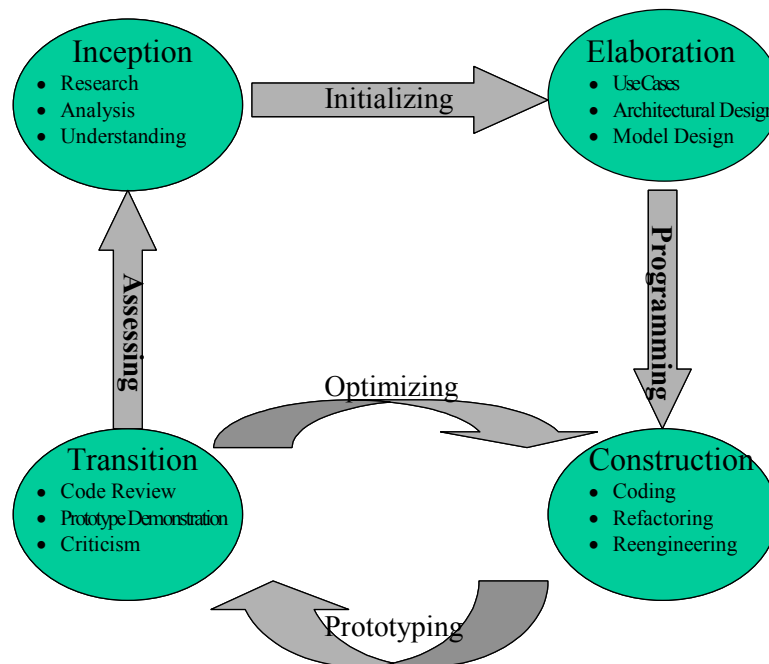 Inception
• Research
• Analysis
• Understanding
Initializing
Elaboration
• UseCases
• Architectural Design
• Model Design
Assessing
Programming
Optimizing
Transition
• Code Review
• Prototype Demonstration
• Criticism
Construction
• Coding
• Refactoring
• Reengineering
Prototyping